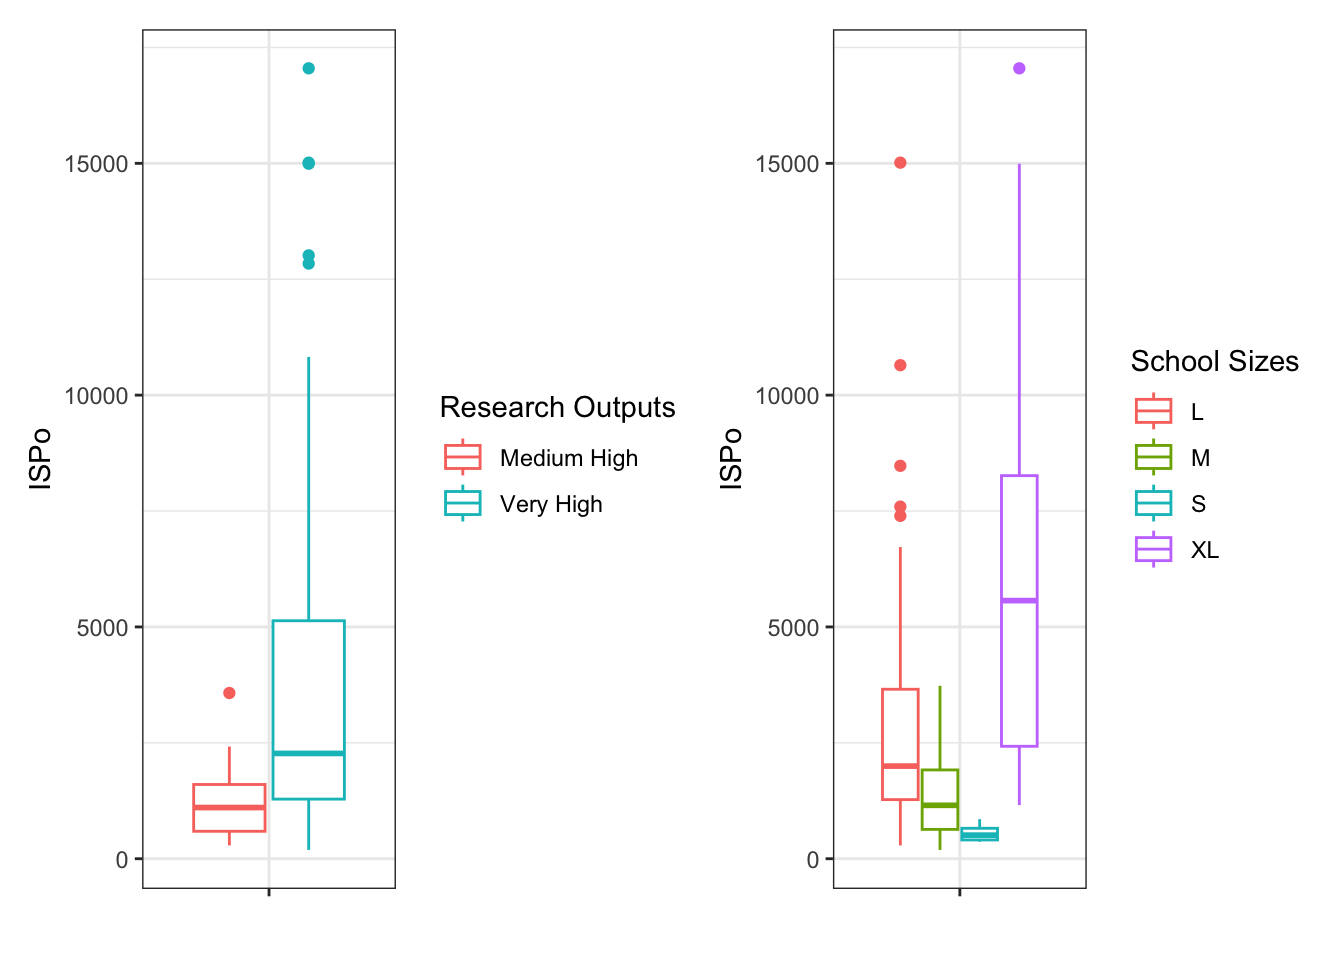 ISPo
15000
10000
5000
0
Research Outputs
Medium High
Very High
ISPo
15000
10000
5000
0
School Sizes
L
M
S
XL